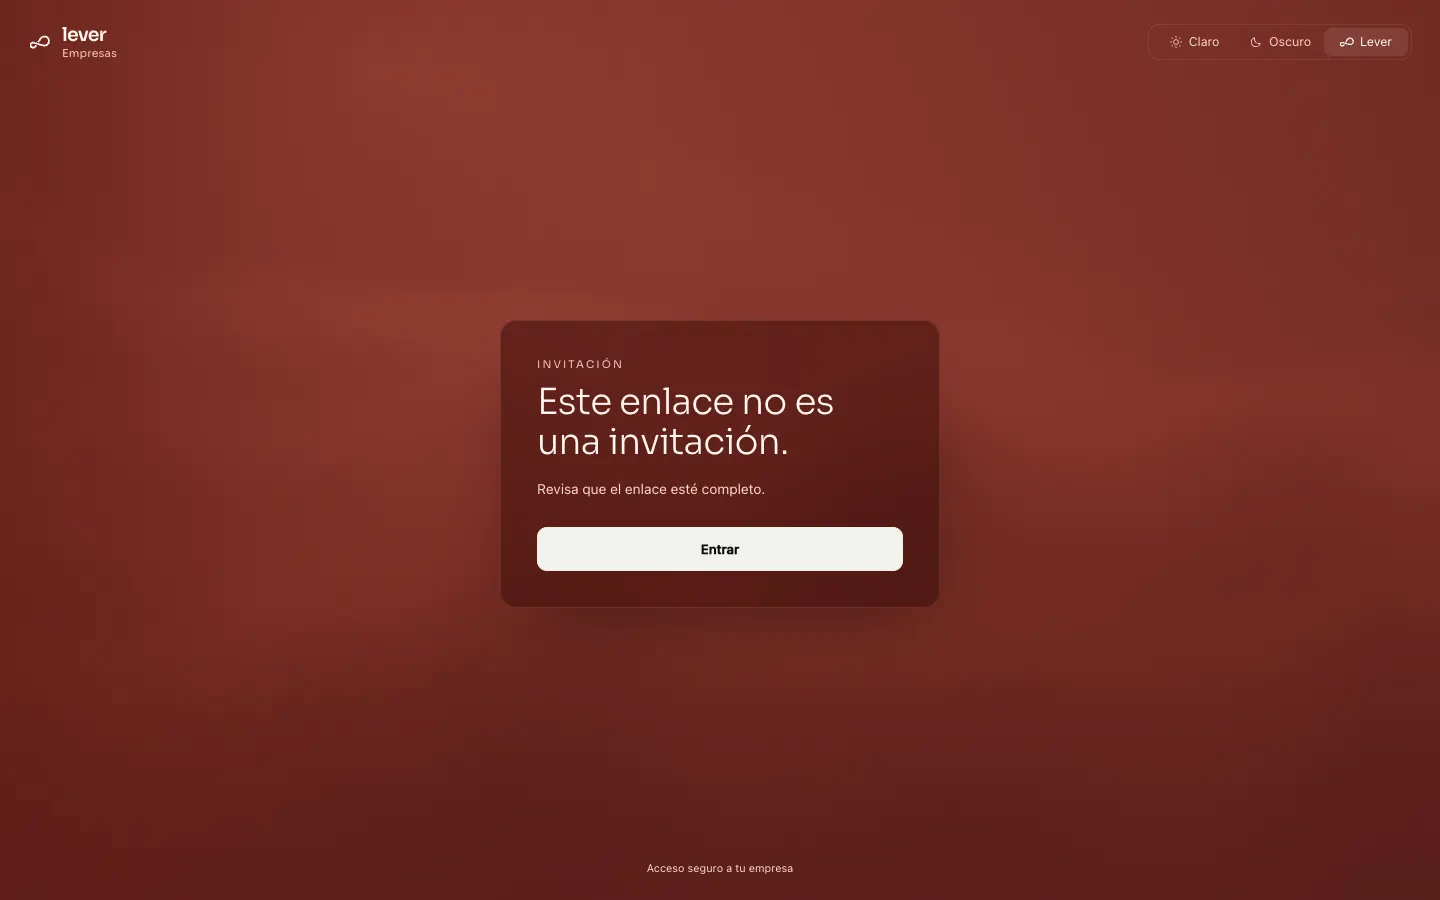 lever
Empresas
Claro
Oscuro
Lever
INVITACIÓN
Este enlace no es
una invitación.
Revisa que el enlace esté completo.
Entrar
Acceso seguro a tu empresa